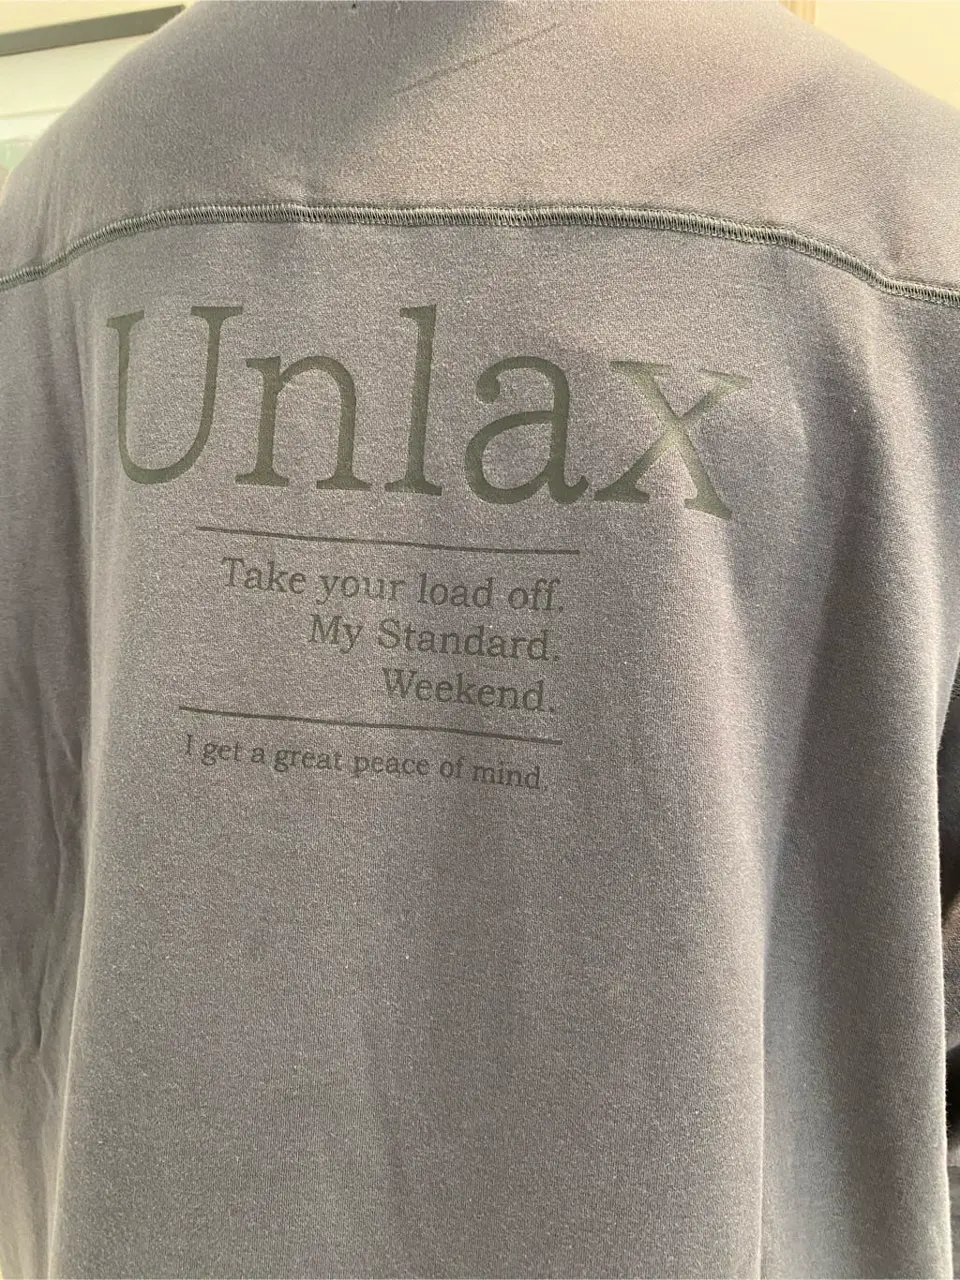 Unlax
Take your load off.
My Standard.
Weekend.
I get a great peace of mind.